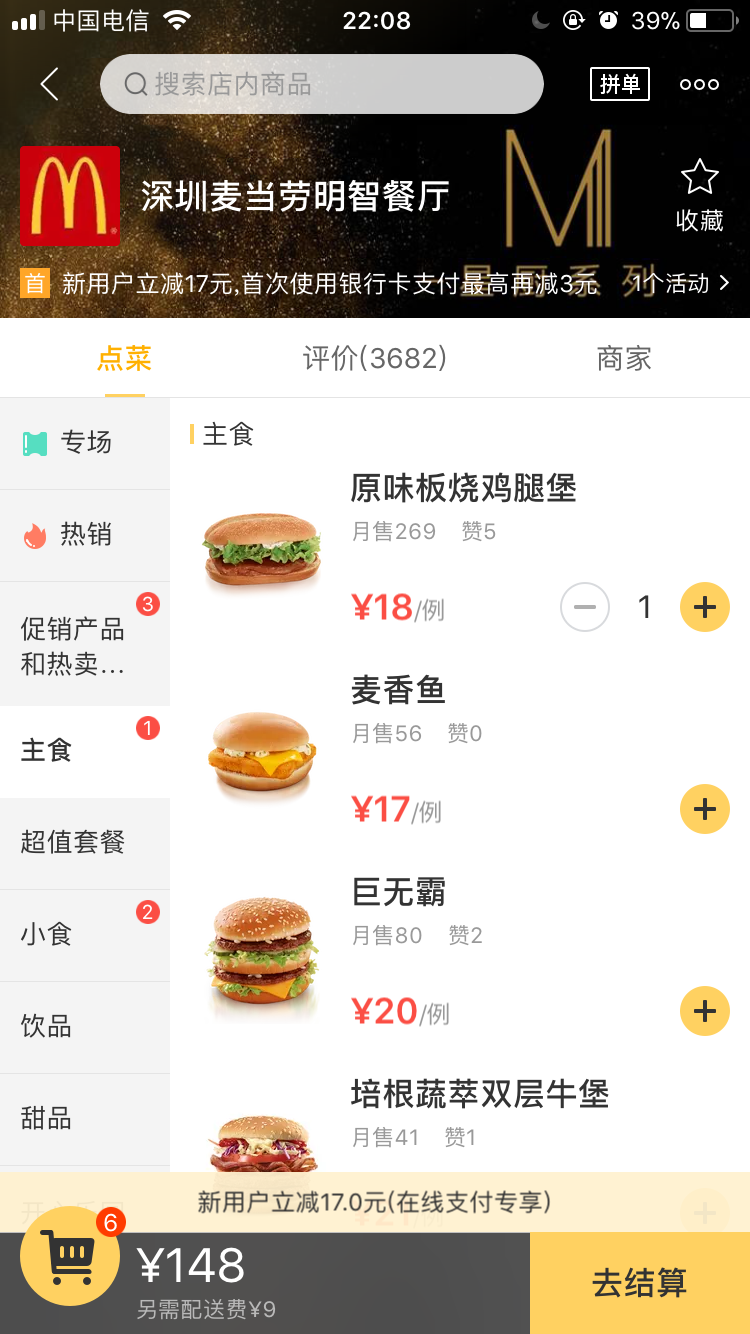 中国电信
22:08
39%
搜索店内商品
拼单
深圳麦当劳明智餐厅
收藏
首 新用户立减17元,首次使用银行卡支付最高再减3元
1个活动
点菜
评价(3682)
商家
专场
热销
3
促销产品
和热卖...
1
主食
超值套餐
2
小食
饮品
甜品
主食
原味板烧鸡腿堡
月售269 赞5
¥18/例
1
麦香鱼
月售56 赞0
¥17/例
巨无霸
月售80 赞2
¥20/例
培根蔬萃双层牛堡
月售41 赞1
¥21/例
新用户立减17.0元(在线支付专享)
6
¥148
另需配送费¥9
去结算